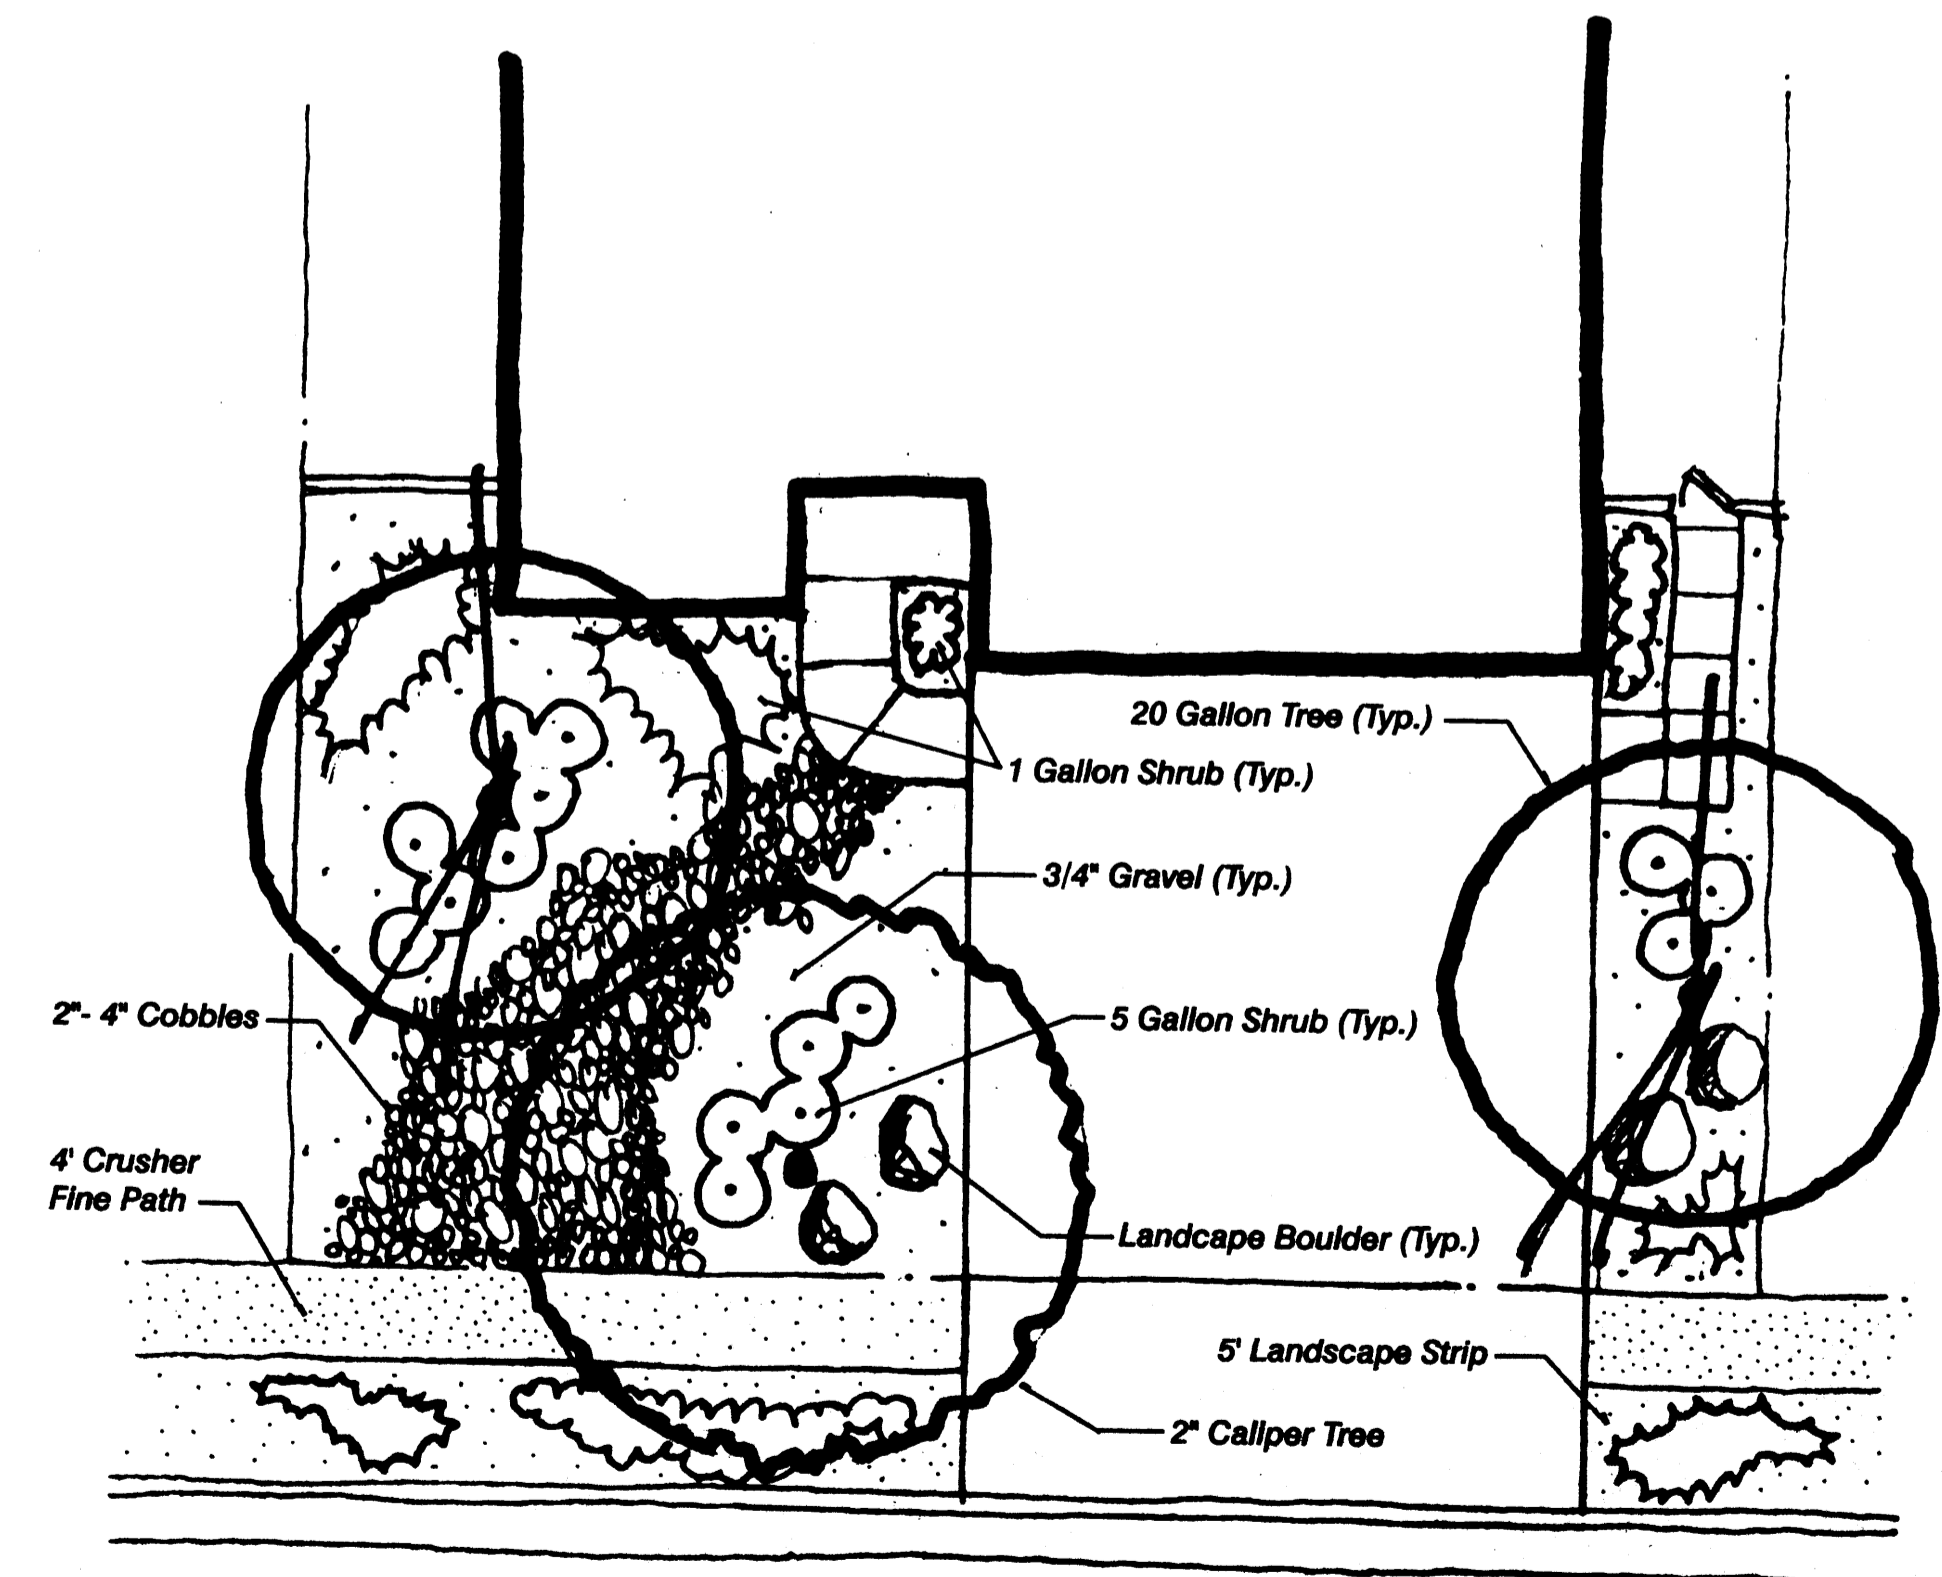 20 Gallon Tree (Typ.)
1 Gallon Shrub (Typ.)
3/4" Gravel (Typ.)
2"- 4" Cobbles
5 Gallon Shrub (Typ.)
4' Crusher
Fine Path
Landcape Boulder (Typ.)
5' Landscape Strip
2" Caliper Tree